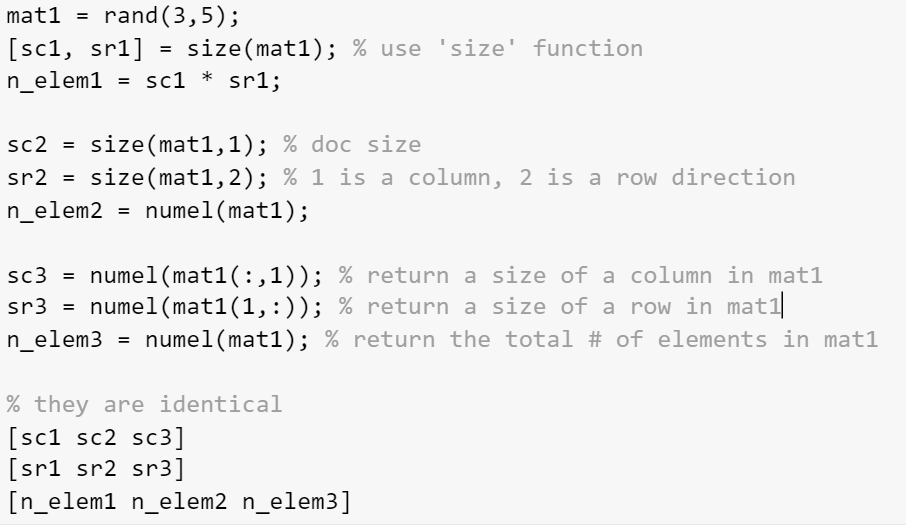 mat1 = rand(3,5);
[sc1, sr1] = size(mat1); % use 'size' function
n_elem1 = sc1 * sr1;
sc2 = size(mat1,1); % doc size
sr2 = size(mat1,2); % 1 is a column, 2 is a row direction
n_elem2 = numel(mat1);
sc3 = numel(mat1(:,1)); % return a size of a column in mat1
sr3 = numel(mat1(1,:)); % return a size of a row in mat1
n_elem3 = numel(mat1); % return the total # of elements in mat1
% they are identical
[sc1 sc2 sc3]
[sr1 sr2 sr3]
[n_elem1 n_elem2 n_elem3]